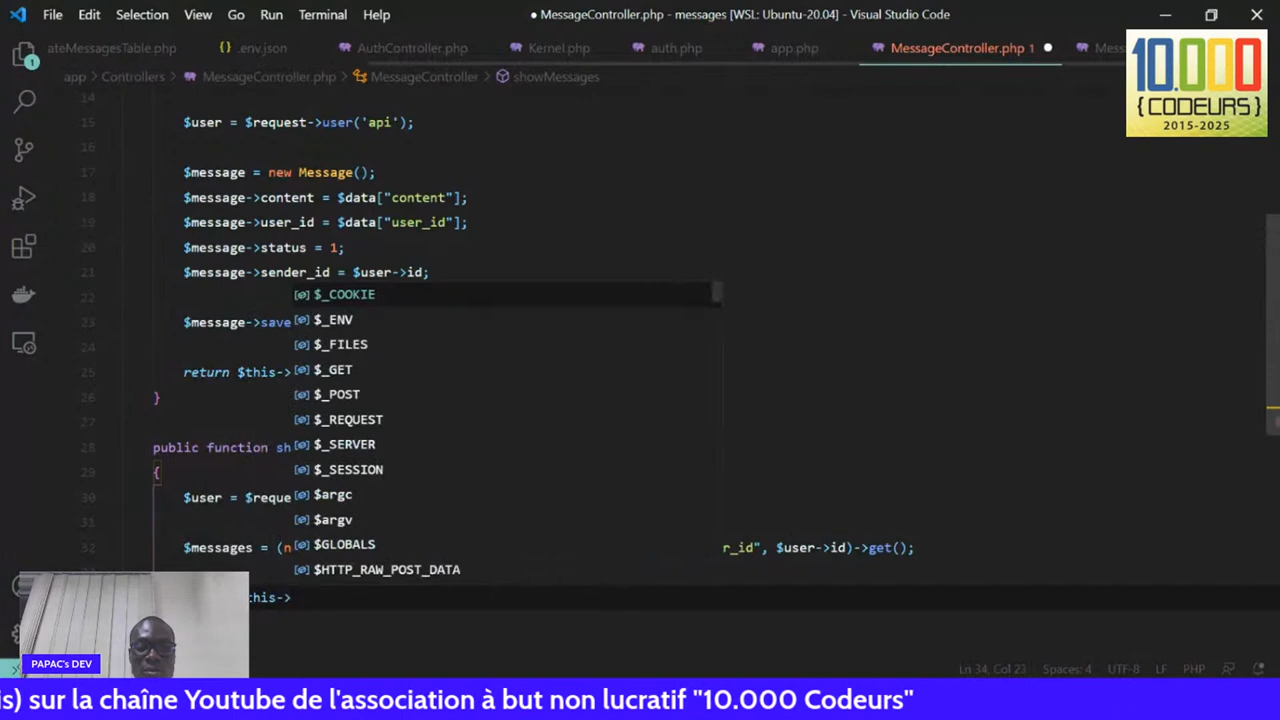 File Edit Selection View Go Run Terminal Help
● MessageController.php - messages [WSL: Ubuntu-20.04] - Visual Studio Code
ateMessagesTable.php .env.json AuthController.php Kernel.php auth.php app.php MessageController.php 1 ● Mess
10.000
{CODEURS}
2015-2025
app > Controllers > MessageController.php > MessageController > showMessages
14
15 $user = $request->user('api');
16
17 $message = new Message();
18 $message->content = $data["content"];
19 $message->user_id = $data["user_id"];
20 $message->status = 1;
21 $message->sender_id = $user->id;
22
23 $message->save
24
25 return $this->
26 }
27
28 public function sh
29 {
30 $user = $reque
31
32 $messages = (n r_id", $user->id)->get();
this->
$_COOKIE
$_ENV
$_FILES
$_GET
$_POST
$_REQUEST
$_SERVER
$_SESSION
$argc
$argv
$GLOBALS
$HTTP_RAW_POST_DATA
PAPAC's DEV
Ln 34, Col 23 Spaces: 4 UTF-8 LF PHP
is) sur la chaîne Youtube de l'association à but non lucratif "10.000 Codeurs"